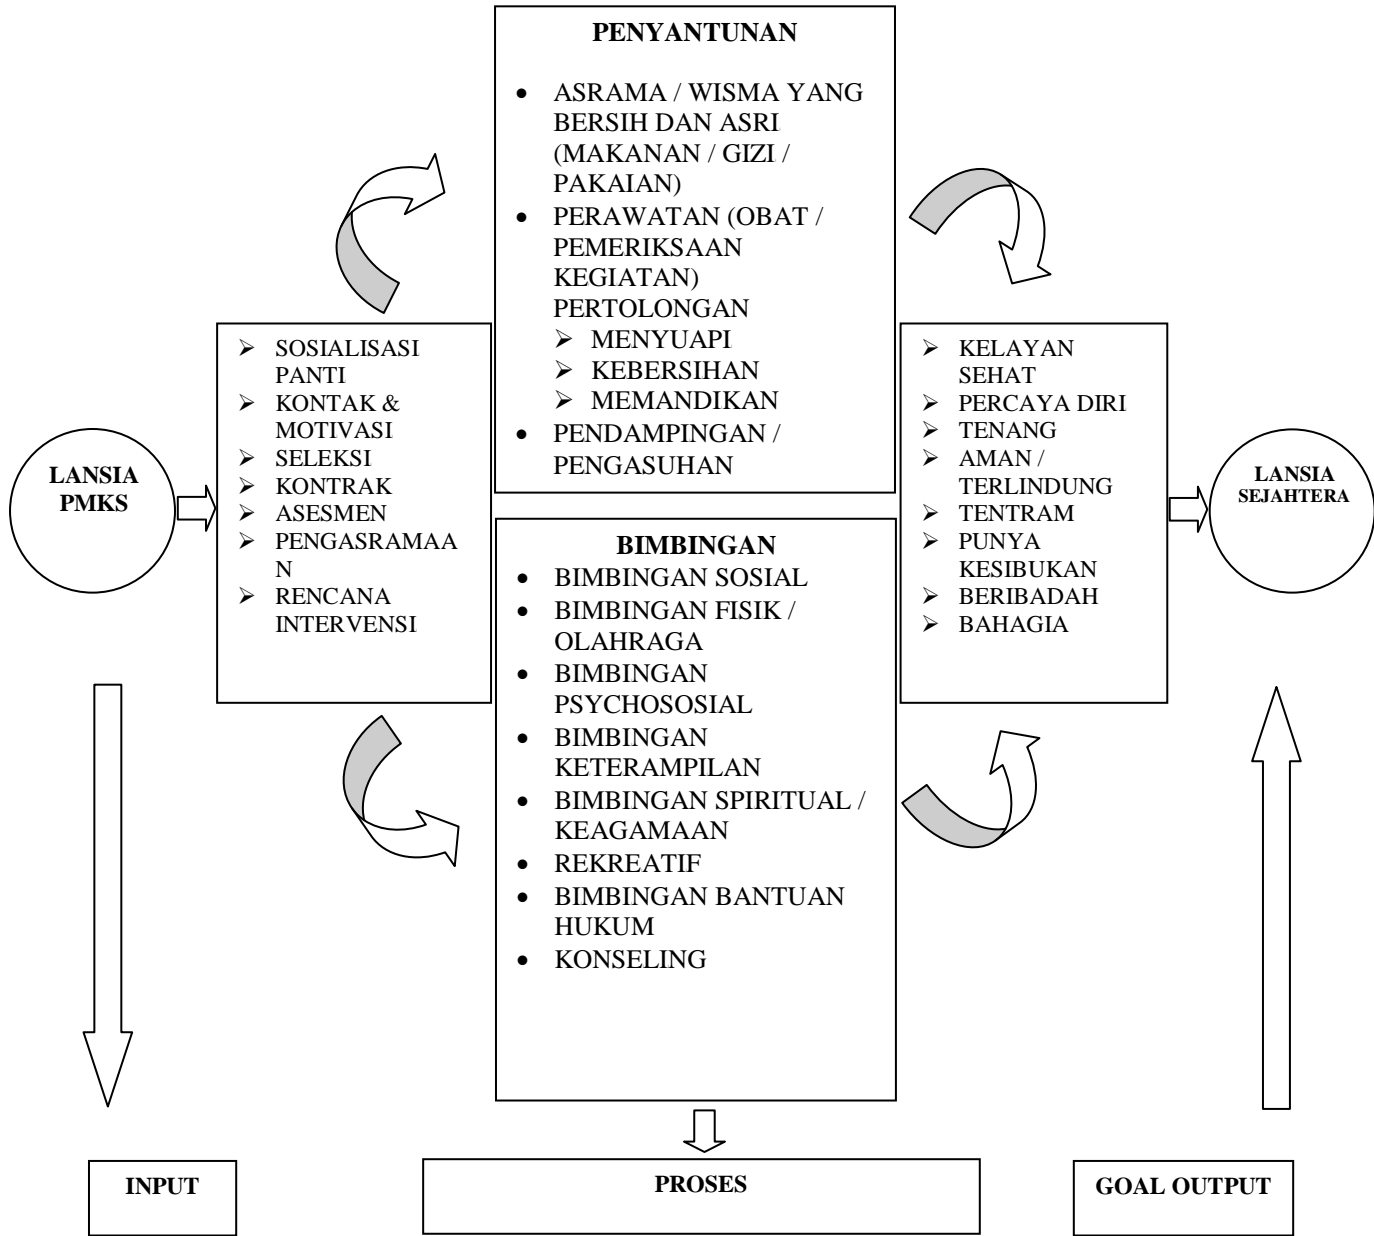 PENYANTUNAN
• ASRAMA / WISMA YANG
BERSIH DAN ASRI
(MAKANAN / GIZI /
PAKAIAN)
• PERAWATAN (OBAT /
PEMERIKSAAN
KEGIATAN)
PERTOLONGAN
➢ MENYUAPI
➢ KEBERSIHAN
➢ MEMANDIKAN
• PENDAMPINGAN /
PENGASUHAN
LANSIA
PMKS
➢ SOSIALISASI
PANTI
➢ KONTAK &
MOTIVASI
➢ SELEKSI
➢ KONTRAK
➢ ASESMEN
➢ PENGASRAMAA
N
➢ RENCANA
INTERVENSI
BIMBINGAN
• BIMBINGAN SOSIAL
• BIMBINGAN FISIK /
OLAHRAGA
• BIMBINGAN
PSYCHOSOSIAL
• BIMBINGAN
KETERAMPILAN
• BIMBINGAN SPIRITUAL /
KEAGAMAAN
• REKREATIF
• BIMBINGAN BANTUAN
HUKUM
• KONSELING
➢ KELAYAN
SEHAT
➢ PERCAYA DIRI
➢ TENANG
➢ AMAN /
TERLINDUNG
➢ TENTRAM
➢ PUNYA
KESIBUKAN
➢ BERIBADAH
➢ BAHAGIA
LANSIA
SEJAHTERA
INPUT
PROSES
GOAL OUTPUT